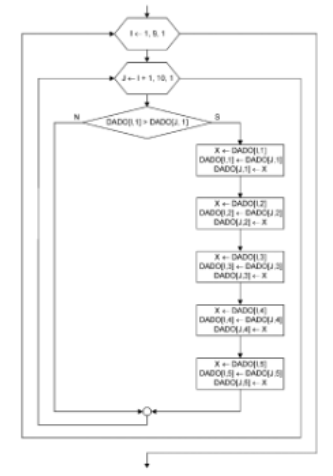 I ← 1, 9, 1
J ← I + 1, 10, 1
N
S
DADO[I,1] > DADO[J, 1]
X ← DADO[I,1]
DADO[I,1] ← DADO[J,1]
DADO[J,1] ← X
X ← DADO[I,2]
DADO[I,2] ← DADO[J,2]
DADO[J,2] ← X
X ← DADO[I,3]
DADO[I,3] ← DADO[J,3]
DADO[J,3] ← X
X ← DADO[I,4]
DADO[I,4] ← DADO[J,4]
DADO[J,4] ← X
X ← DADO[I,5]
DADO[I,5] ← DADO[J,5]
DADO[J,5] ← X